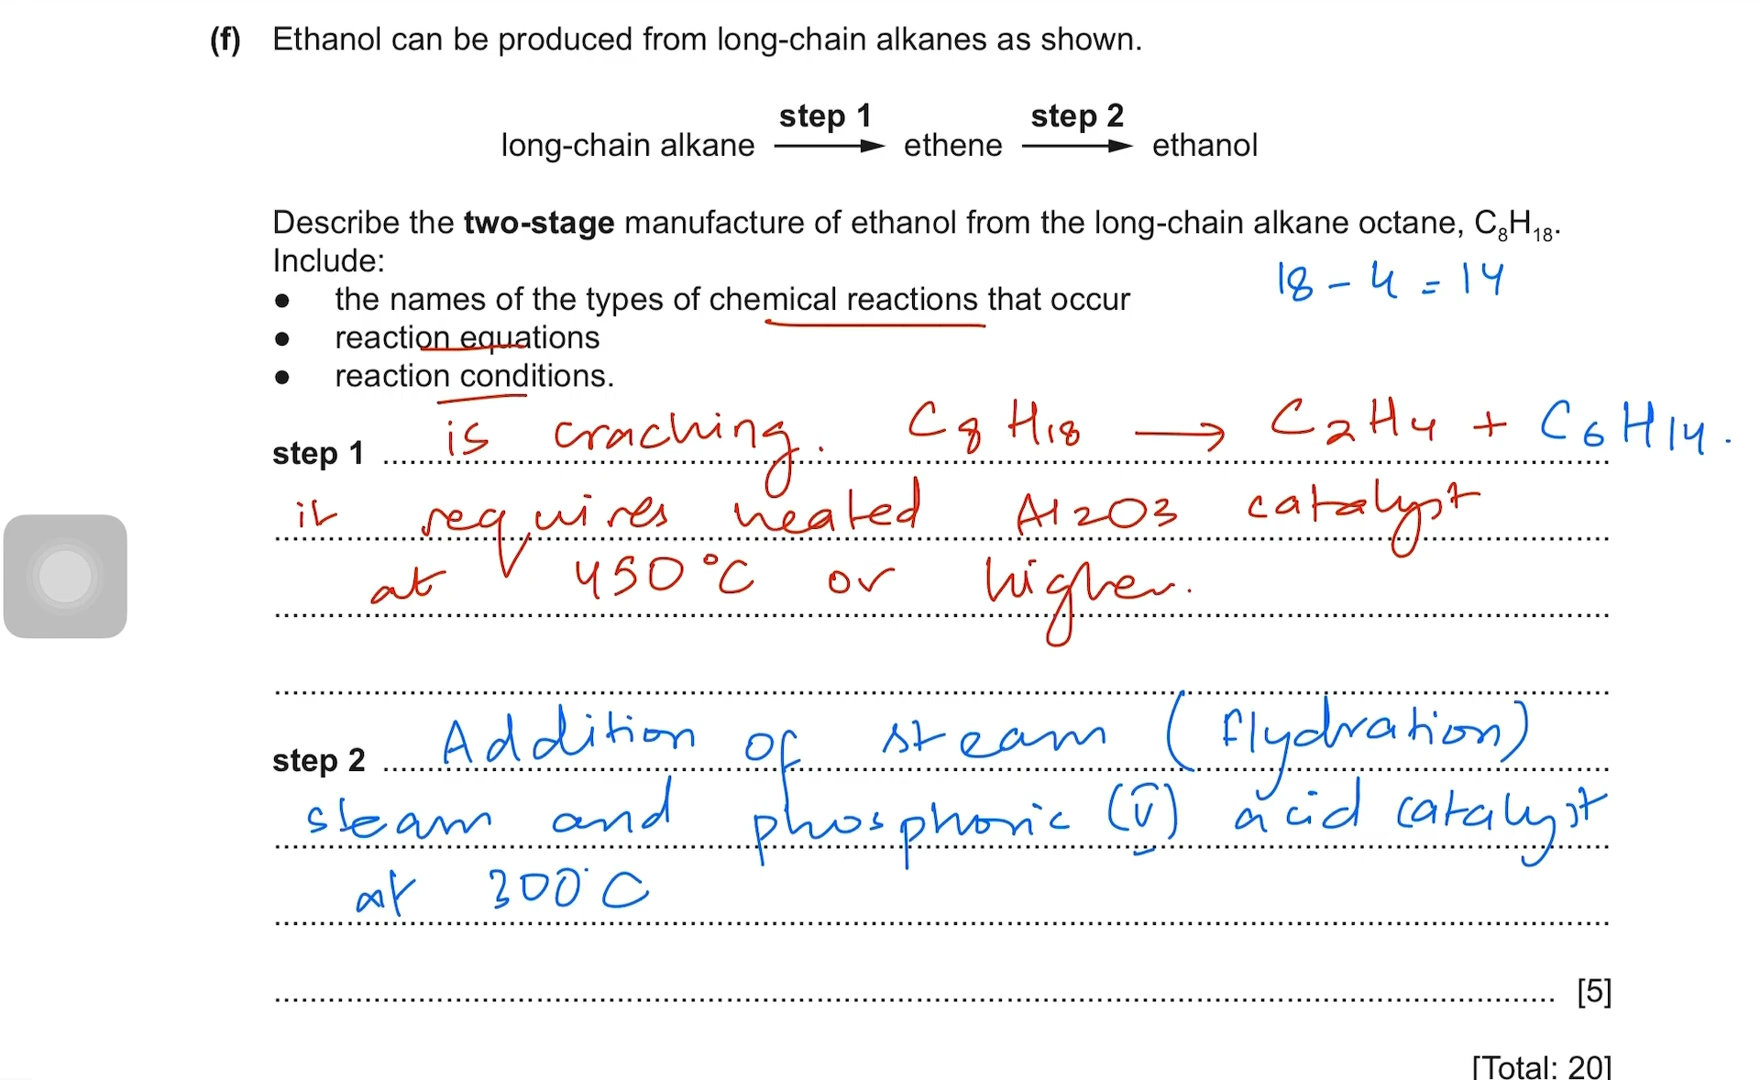 (f) Ethanol can be produced from long-chain alkanes as shown.
step 1 step 2
long-chain alkane → ethene → ethanol
Describe the two-stage manufacture of ethanol from the long-chain alkane octane, C₈H₁₈.
Include:
18 - 4 = 14
• the names of the types of chemical reactions that occur
• reaction equations
• reaction conditions.
step 1 is cracking. C8H18 → C2H4 + C6H14.
it requires heated Al2O3 catalyst
at 450°C or higher.
step 2 Addition of steam (Hydration)
steam and phosphoric (V) acid catalyst
at 300°C
[5]
[Total: 20]